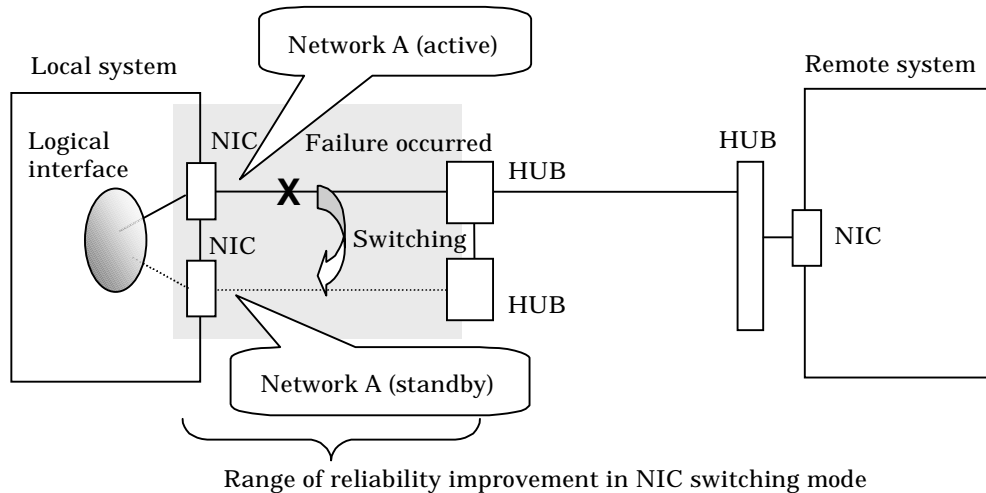 Network A (active)
Local system
Remote system
Logical
interface
NIC
Failure occurred
HUB
HUB
X
NIC
Switching
NIC
HUB
Network A (standby)
Range of reliability improvement in NIC switching mode